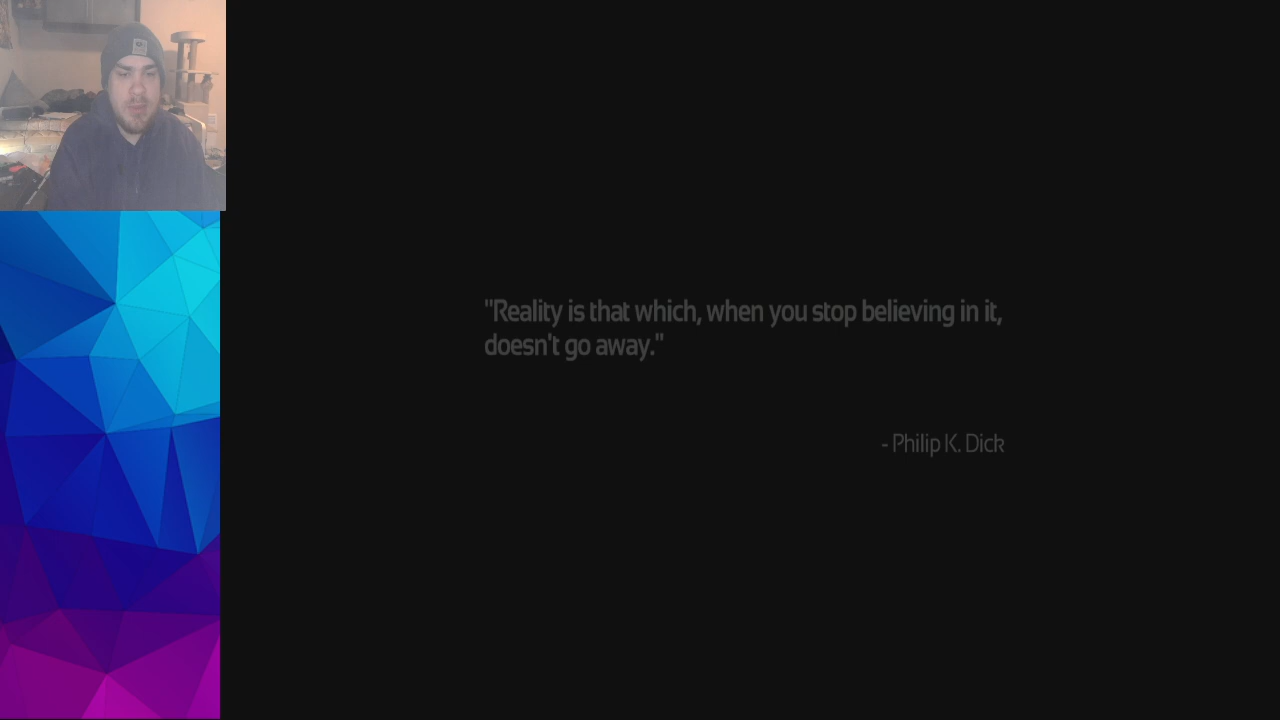 "Reality is that which, when you stop believing in it,
doesn't go away."
- Philip K. Dick